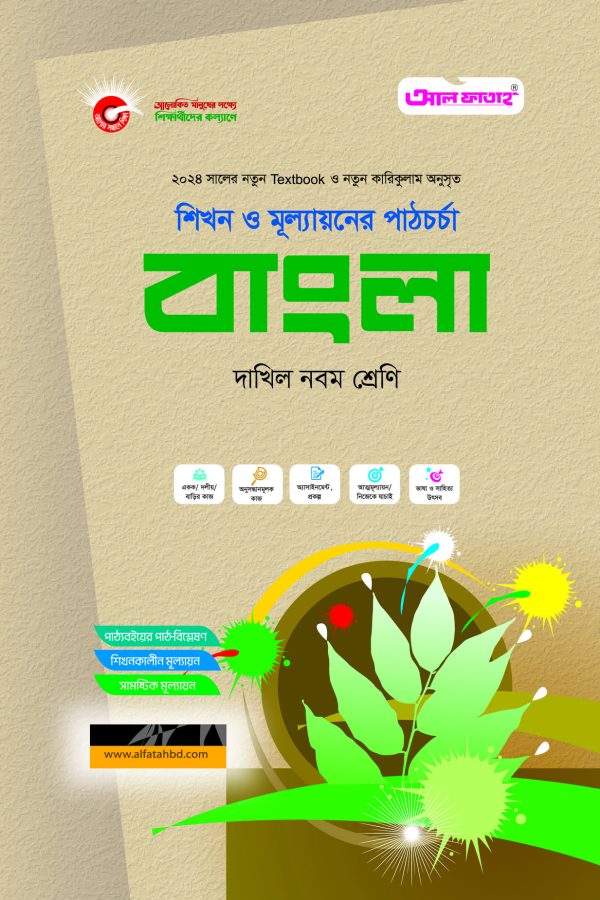 আলোকিত মানুষের লক্ষ্যে
শিক্ষার্থীদের কল্যাণে
আল ফাতাহ®
২০২৪ সালের নতুন Textbook ও নতুন কারিকুলাম অনুসৃত
শিখন ও মূল্যায়নের পাঠচর্চা
বাংলা
দাখিল নবম শ্রেণি
একক/ দলীয়/
বাড়ির কাজ
অনুসন্ধানমূলক
কাজ
অ্যাসাইনমেন্ট,
প্রকল্প
আত্মমূল্যায়ন/
নিজেকে যাচাই
ভাষা ও সাহিত্য
উৎসব
পাঠ্যবইয়ের পাঠ-বিশ্লেষণ
শিখনকালীন মূল্যায়ন
সামষ্টিক মূল্যায়ন
www.alfatahbd.com